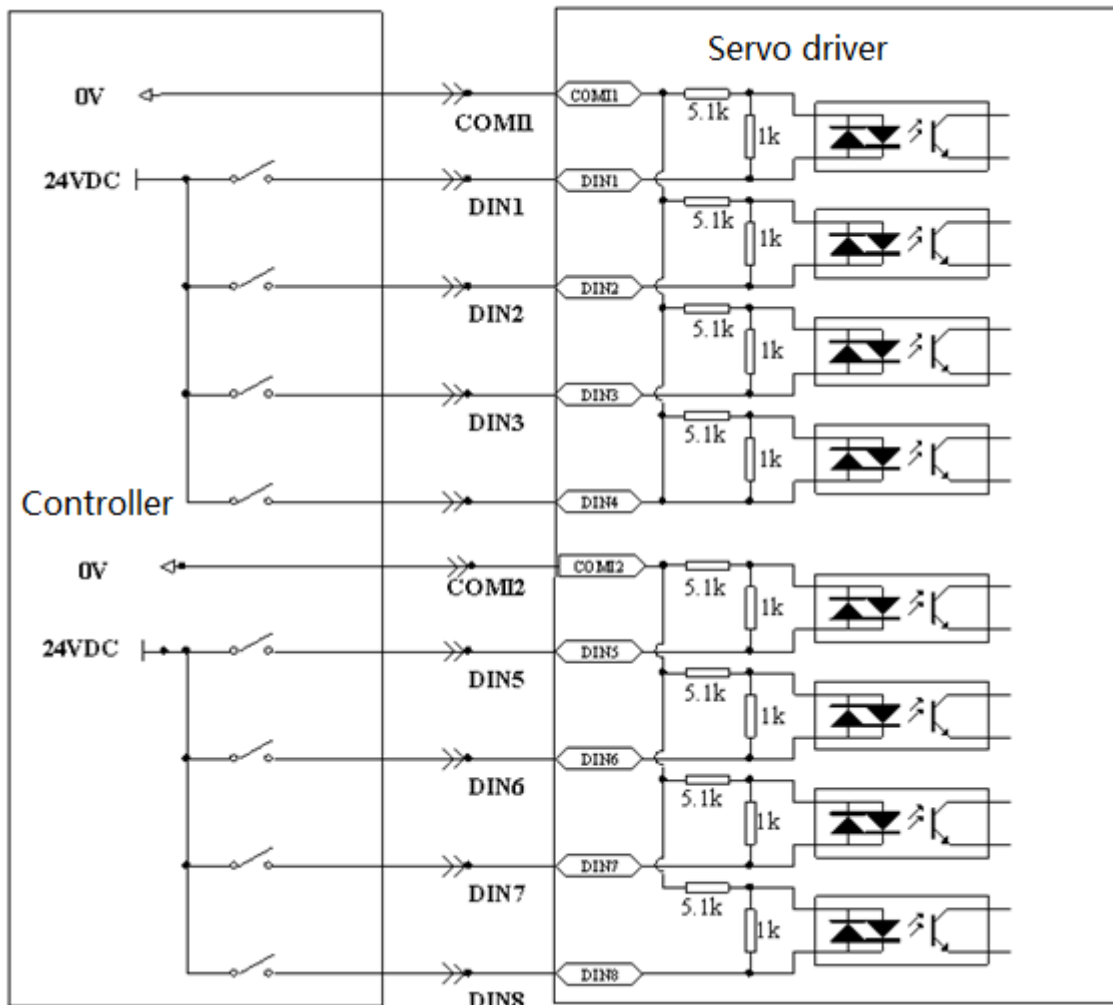 Servo driver
0V
COMI1
COMI1
5.1k
1k
24VDC
DIN1
DIN1
5.1k
1k
DIN2
DIN2
5.1k
1k
DIN3
DIN3
5.1k
1k
Controller
DIN4
0V
COMI2
COMI2
5.1k
1k
24VDC
DIN5
DIN5
5.1k
1k
DIN6
DIN6
5.1k
1k
DIN7
DIN7
5.1k
1k
DIN8
DIN8